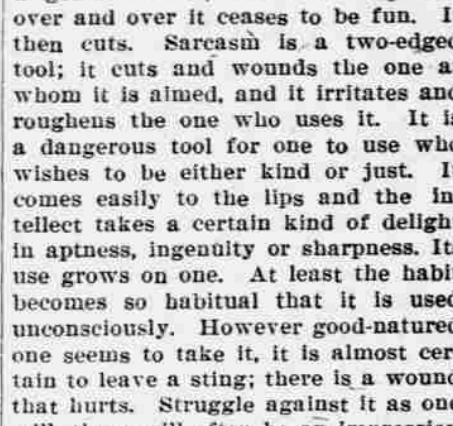 over and over it ceases to be fun. I
then cuts. Sarcasm is a two-edged
tool; it cuts and wounds the one a
whom it is aimed, and it irritates and
roughens the one who uses it. It is
a dangerous tool for one to use who
wishes to be either kind or just. I
comes easily to the lips and the in
tellect takes a certain kind of deligh
in aptness, ingenuity or sharpness. It
use grows on one. At least the habi
becomes so habitual that it is used
unconsciously. However good-natured
one seems to take it, it is almost cer
tain to leave a sting; there is a wound
that hurts. Struggle against it as one